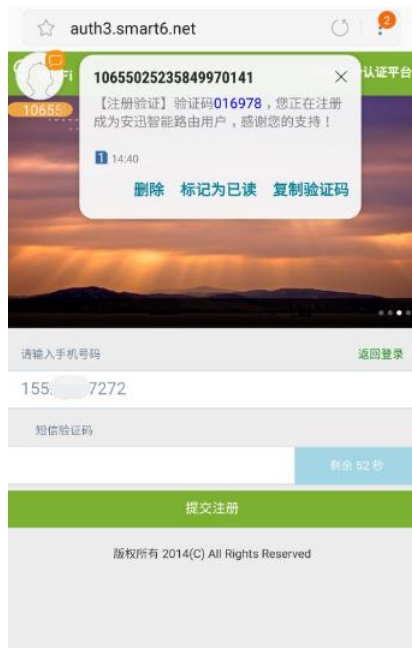 auth3.smart6.net
2
Fi
认证平台
10655025235849970141
10655
【注册验证】验证码016978，您正在注册
成为安迅智能路由用户，感谢您的支持！
1 14:40
删除 标记为已读 复制验证码
请输入手机号码 返回登录
155 7272
短信验证码
剩余 52 秒
提交注册
版权所有 2014(C) All Rights Reserved